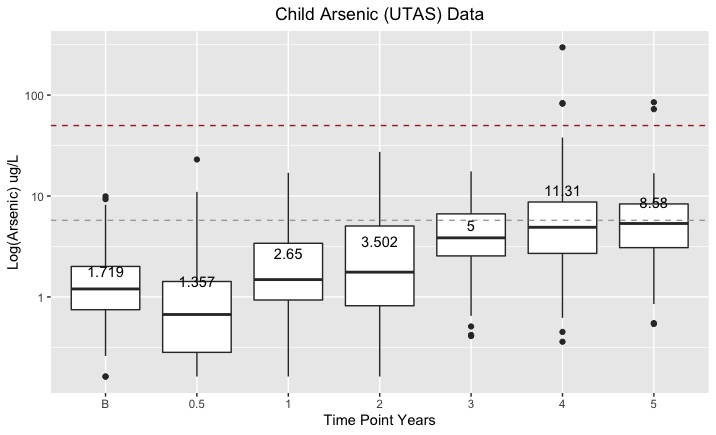 Child Arsenic (UTAS) Data
Log(Arsenic) ug/L
100
10
1
1.719
1.357
2.65
3.502
5
11.31
8.58
B 0.5 1 2 3 4 5
Time Point Years